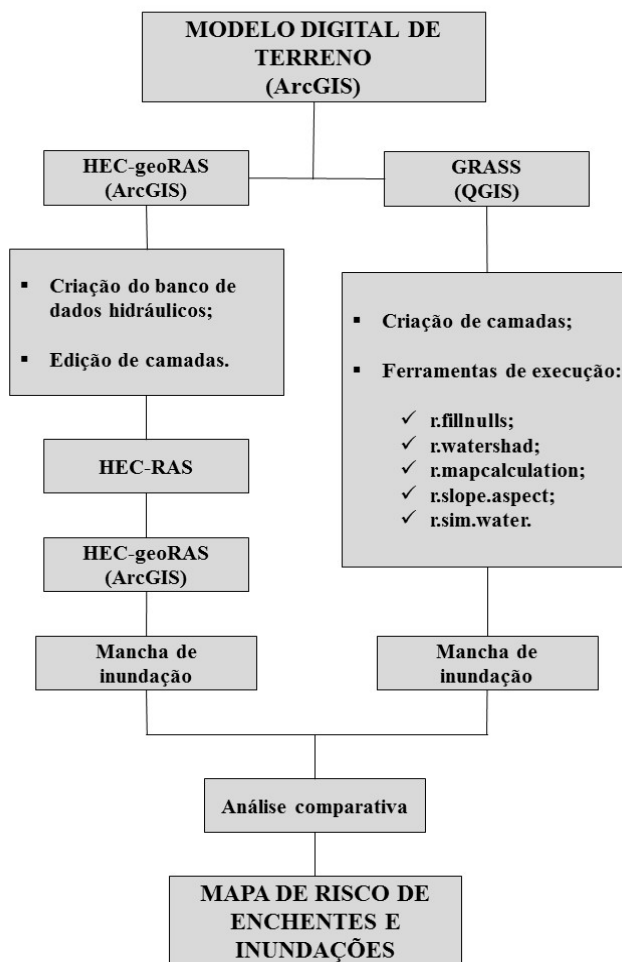 MODELO DIGITAL DE
TERRENO
(ArcGIS)
HEC-geoRAS
(ArcGIS)
GRASS
(QGIS)
▪ Criação do banco de
dados hidráulicos;
▪ Edição de camadas.
▪ Criação de camadas;
▪ Ferramentas de execução:
✓ r.fillnulls;
✓ r.watershad;
✓ r.mapcalculation;
✓ r.slope.aspect;
✓ r.sim.water.
HEC-RAS
HEC-geoRAS
(ArcGIS)
Mancha de
inundação
Mancha de
inundação
Análise comparativa
MAPA DE RISCO DE
ENCHENTES E
INUNDAÇÕES